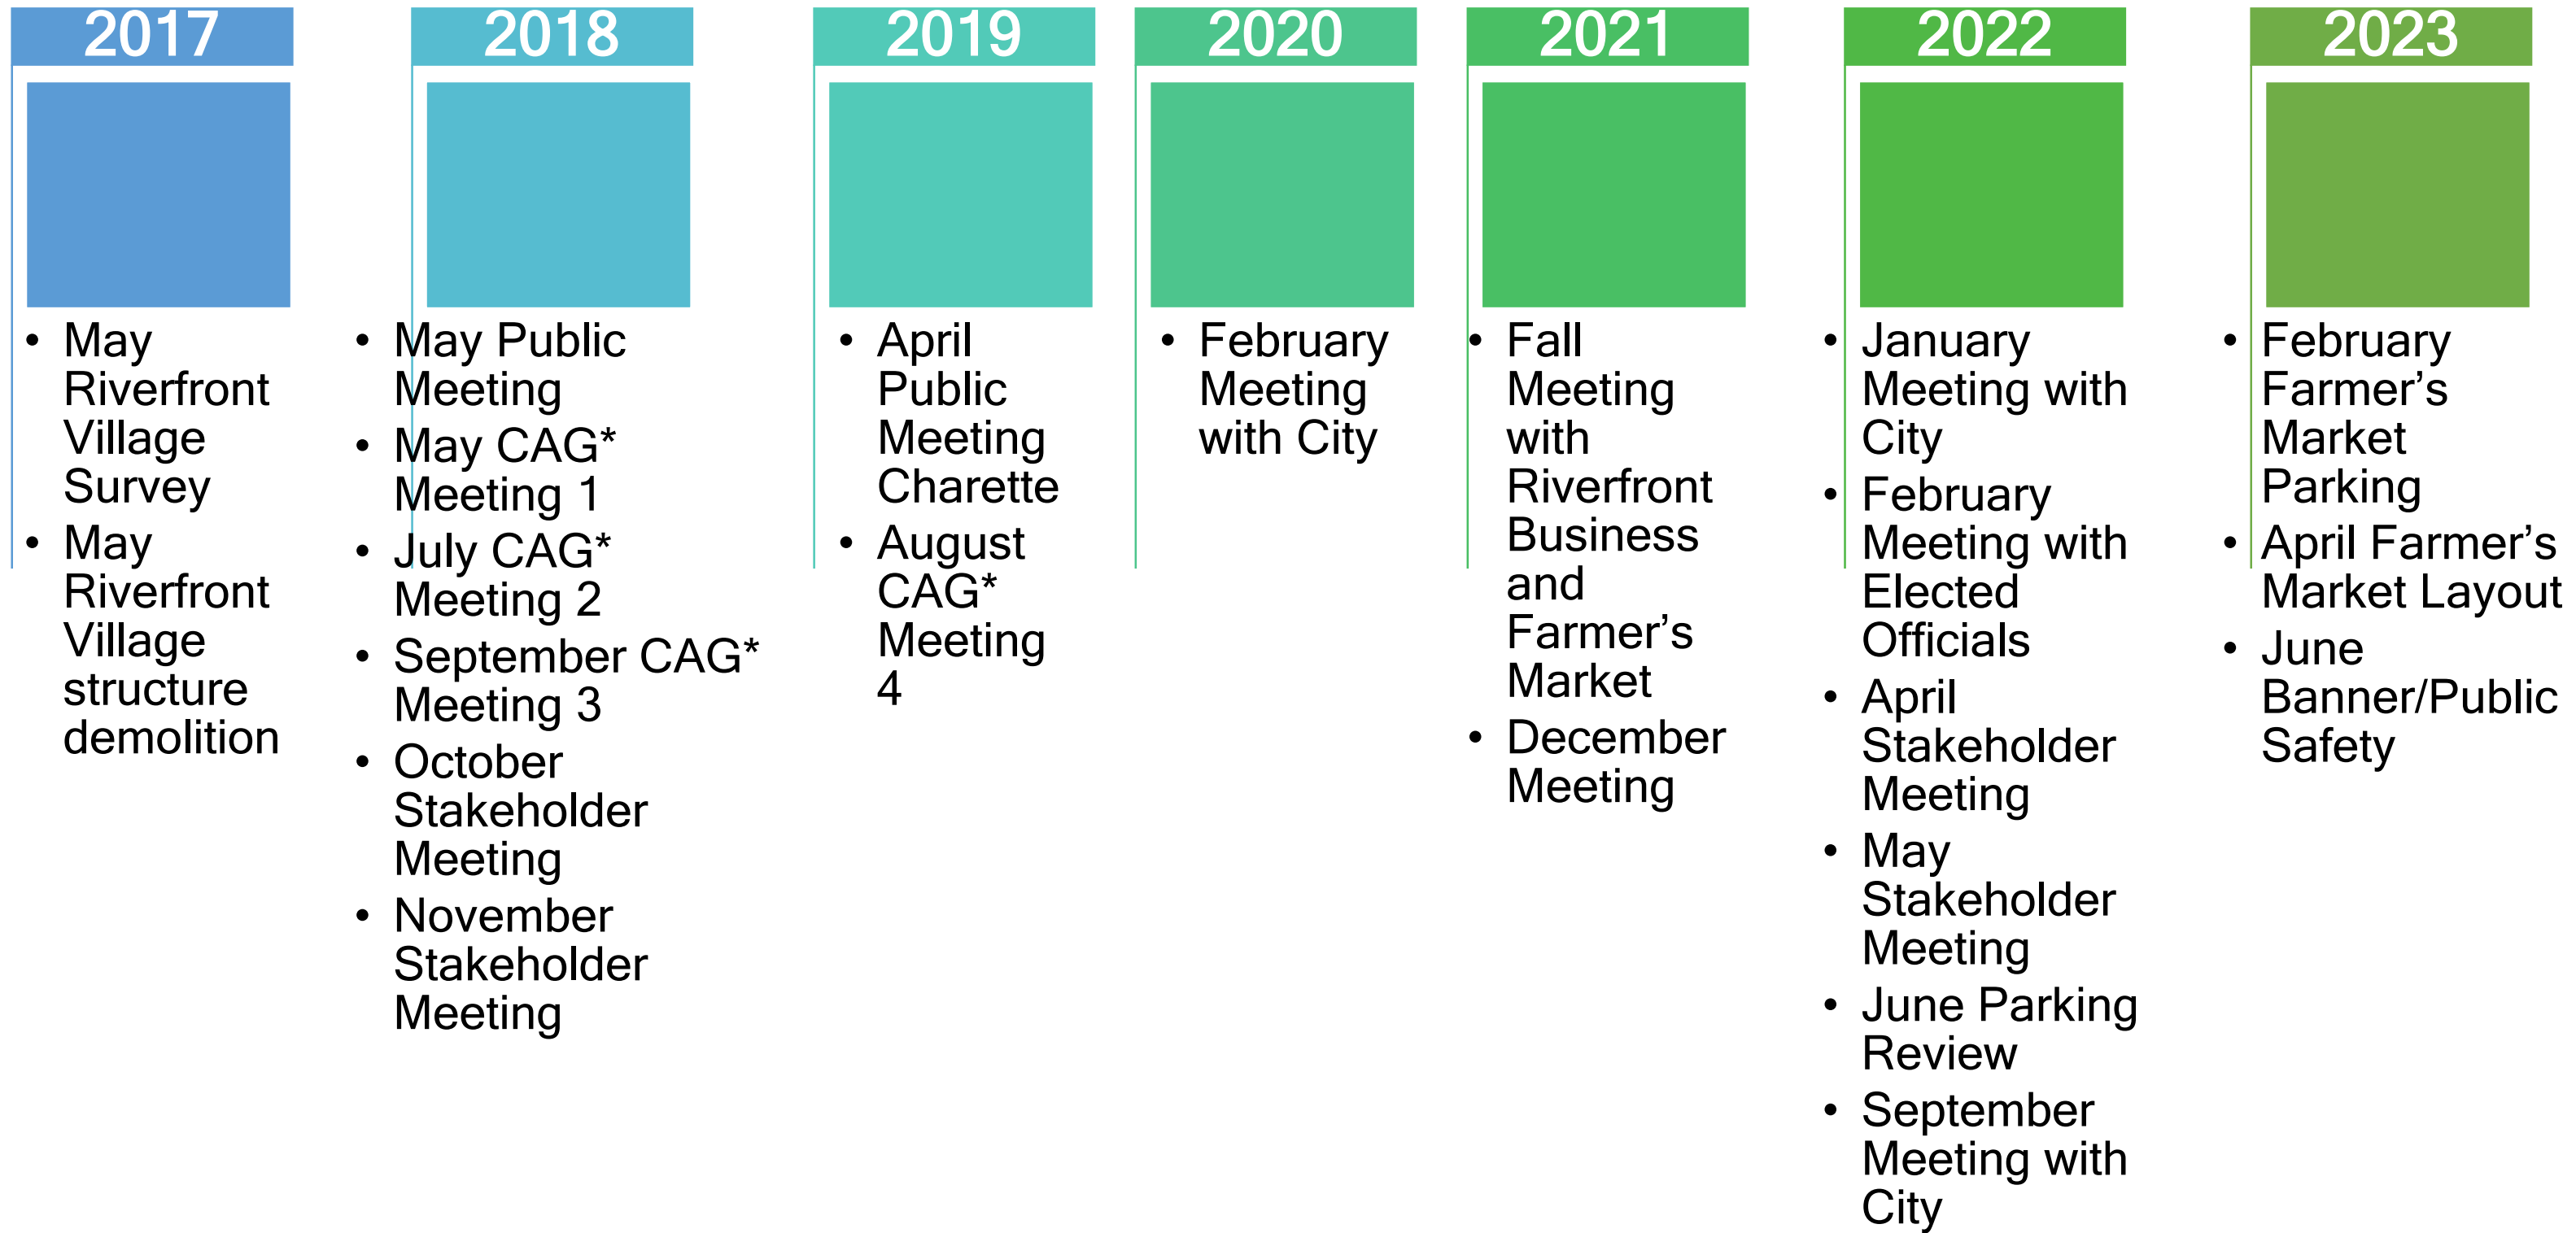 2017
• May
Riverfront
Village
Survey
• May
Riverfront
Village
structure
demolition
2018
• May Public
Meeting
• May CAG*
Meeting 1
• July CAG*
Meeting 2
• September CAG*
Meeting 3
• October
Stakeholder
Meeting
• November
Stakeholder
Meeting
2019
• April
Public
Meeting
Charette
• August
CAG*
Meeting
4
2020
• February
Meeting
with City
2021
• Fall
Meeting
with
Riverfront
Business
and
Farmer’s
Market
• December
Meeting
2022
• January
Meeting with
City
• February
Meeting with
Elected
Officials
• April
Stakeholder
Meeting
• May
Stakeholder
Meeting
• June Parking
Review
• September
Meeting with
City
2023
• February
Farmer’s
Market
Parking
• April Farmer’s
Market Layout
• June
Banner/Public
Safety